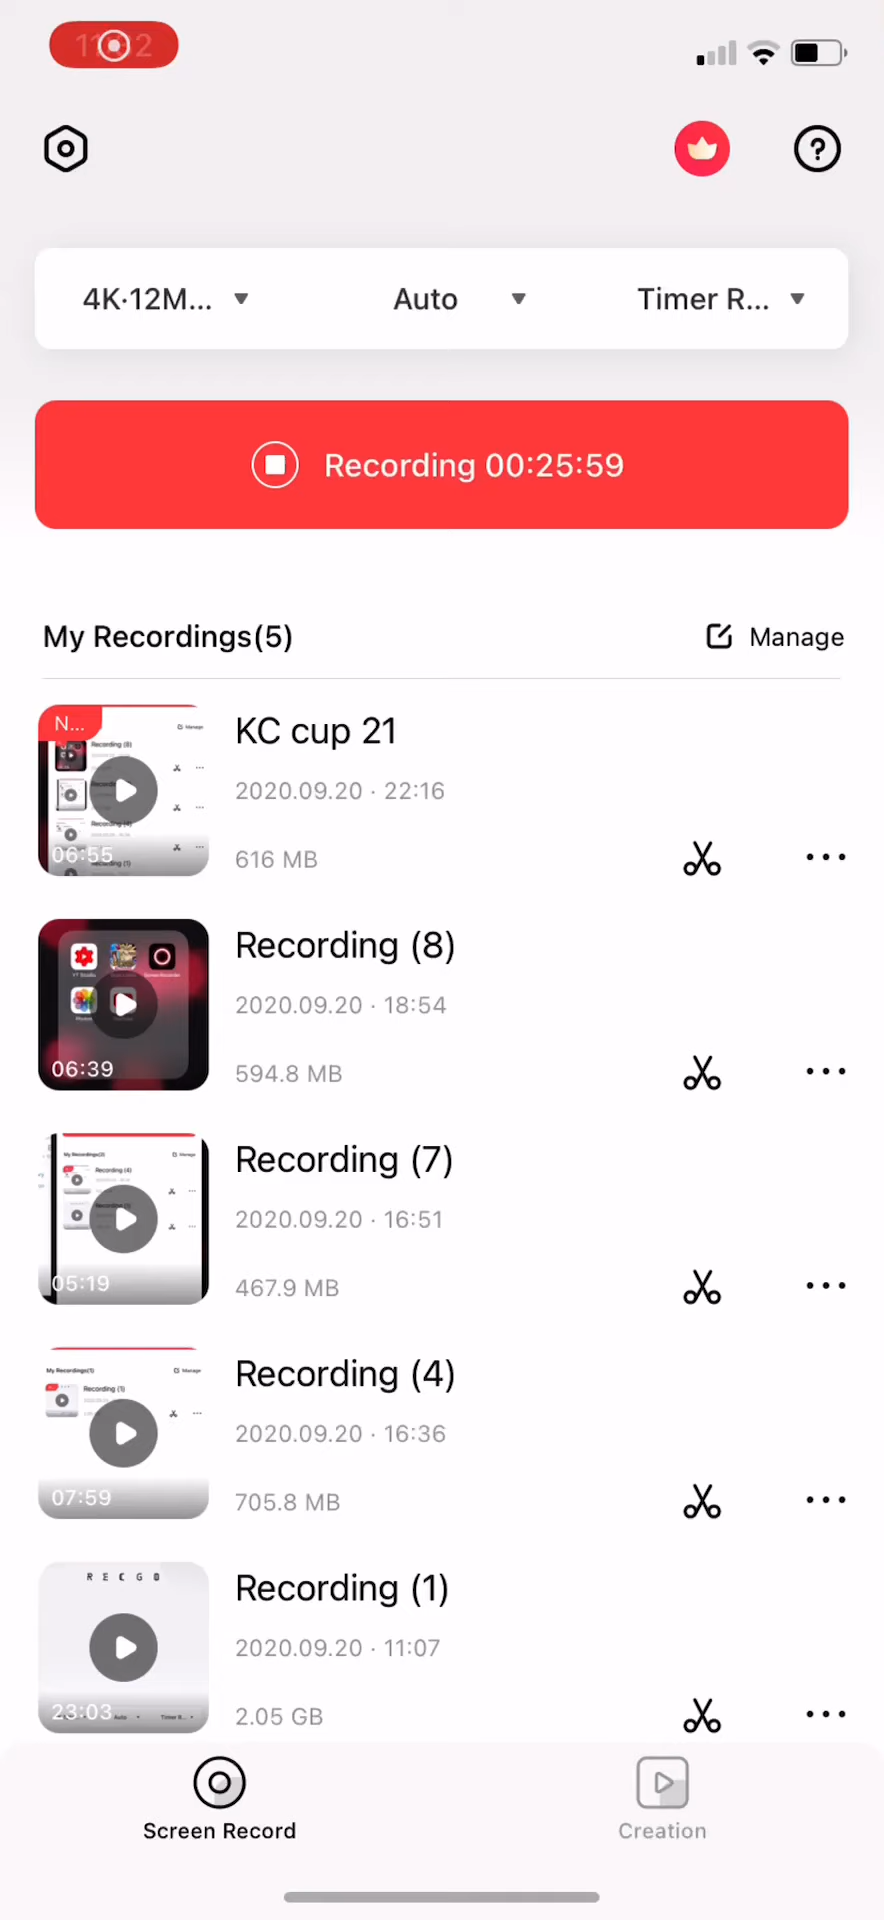 4K·12M...
Auto
Timer R...
Recording 00:25:59
My Recordings(5)
Manage
N...
KC cup 21
2020.09.20 · 22:16
06:55
616 MB
Recording (8)
2020.09.20 · 18:54
06:39
594.8 MB
Recording (7)
2020.09.20 · 16:51
05:19
467.9 MB
Recording (4)
2020.09.20 · 16:36
07:59
705.8 MB
RECGO
Recording (1)
2020.09.20 · 11:07
23:03
2.05 GB
Screen Record
Creation